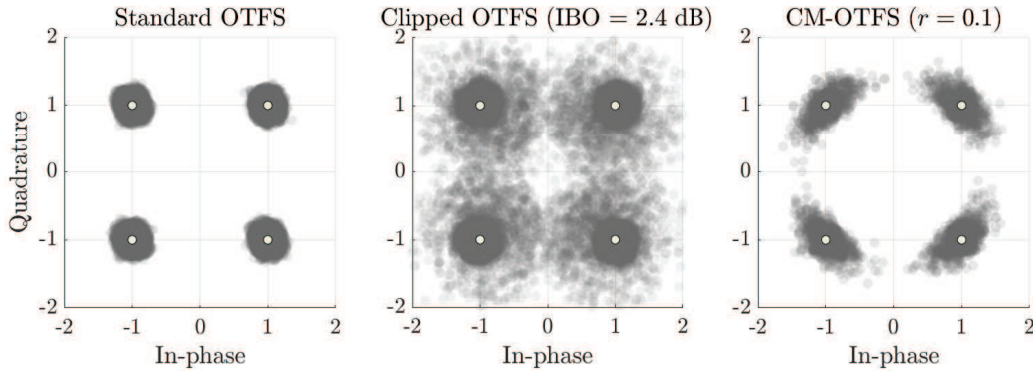 Standard OTFS
Clipped OTFS (IBO = 2.4 dB)
CM-OTFS (r = 0.1)
Quadrature
2
1
0
-1
-2
-2 -1 0 1 2
In-phase
2
1
0
-1
-2
-2 -1 0 1 2
In-phase
2
1
0
-1
-2
-2 -1 0 1 2
In-phase